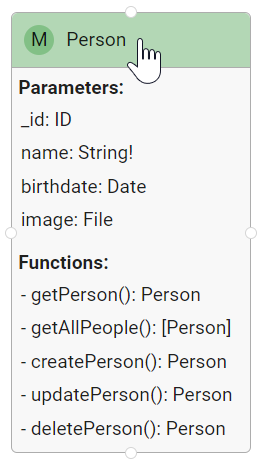 M Person
Parameters:
_id: ID
name: String!
birthdate: Date
image: File
Functions:
- getPerson(): Person
- getAllPeople(): [Person]
- createPerson(): Person
- updatePerson(): Person
- deletePerson(): Person